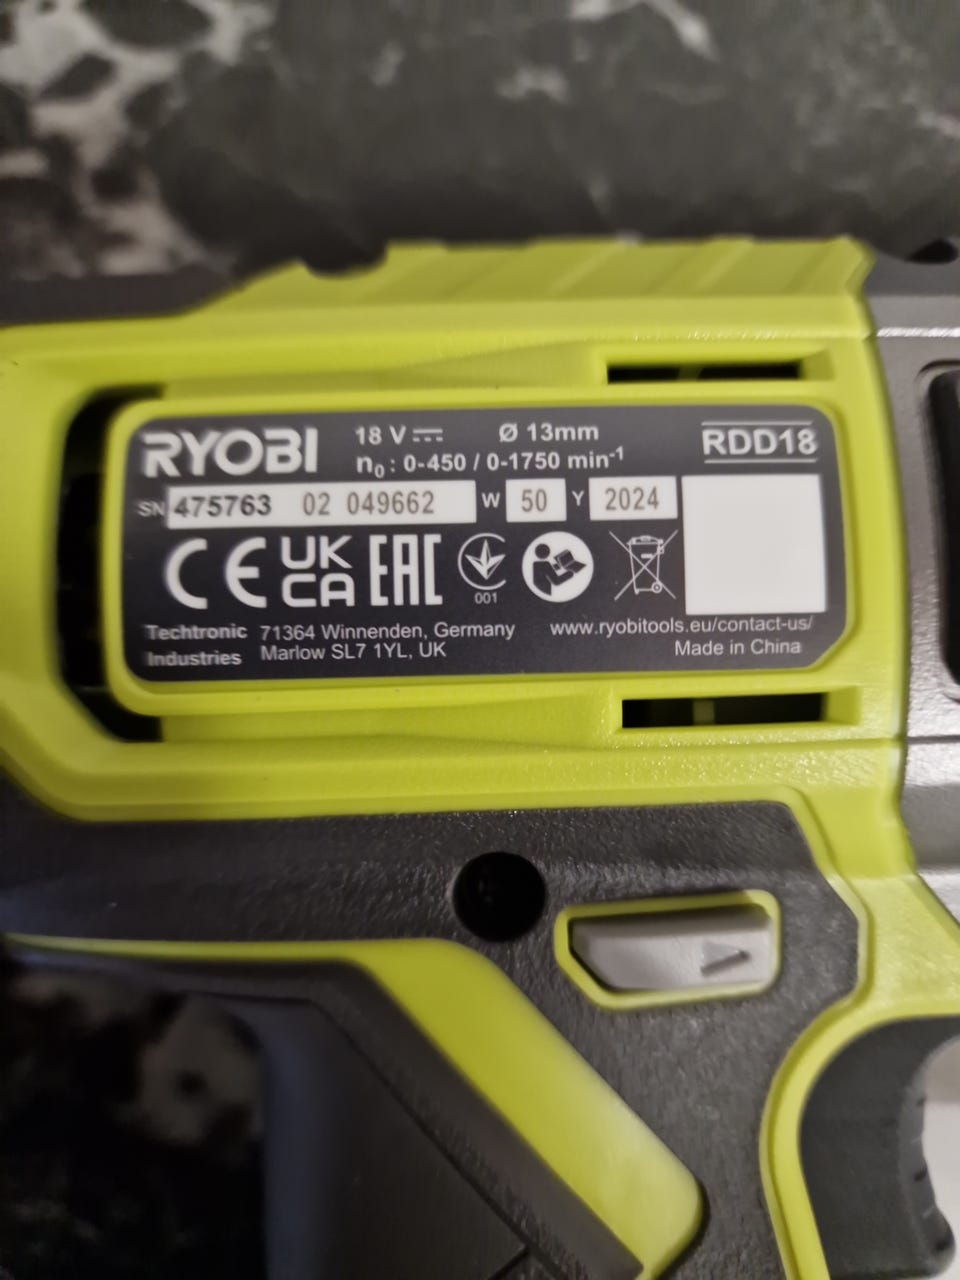 RYOBI
18 V
Ø 13mm
n₀ : 0-450 / 0-1750 min⁻¹
RDD18
SN 475763 02 049662 W 50 Y 2024
CE UK CA EAC
001
Techtronic Industries
71364 Winnenden, Germany
Marlow SL7 1YL, UK
www.ryobitools.eu/contact-us/
Made in China